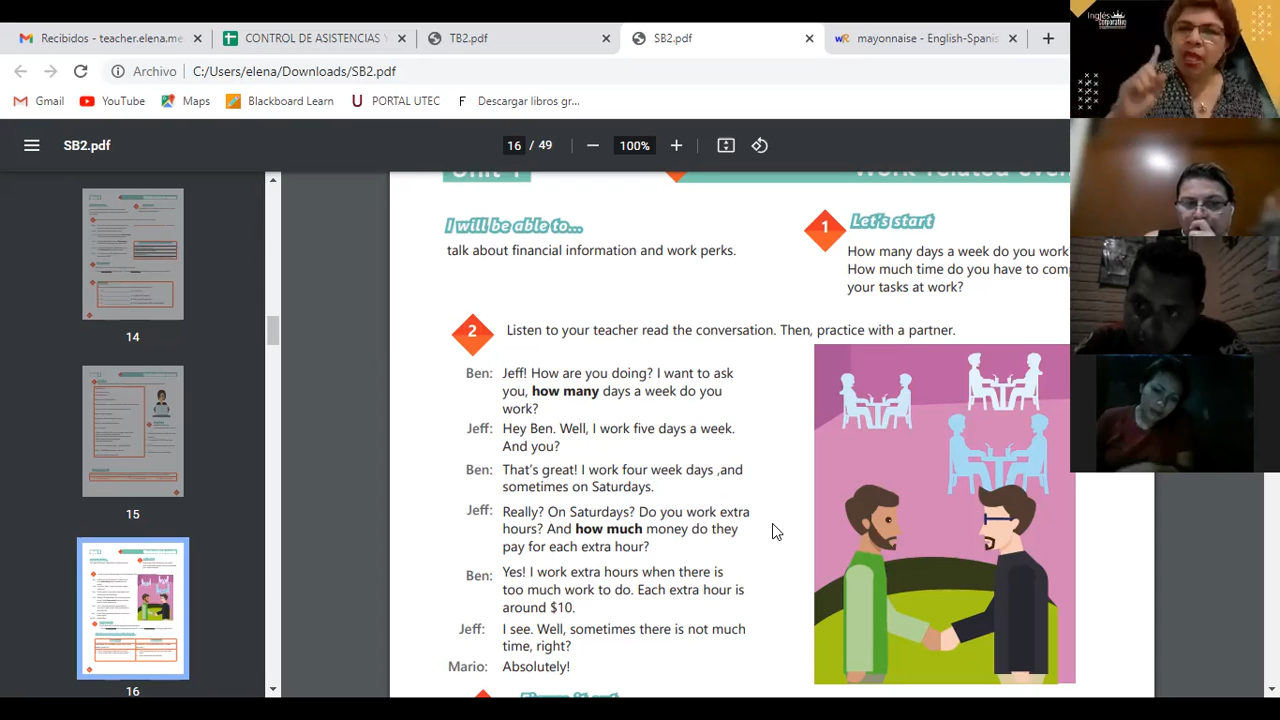 Recibidos - teacher.elena.me
CONTROL DE ASISTENCIAS
TB2.pdf
SB2.pdf
mayonnaise - English-Spanis
Archivo
C:/Users/elena/Downloads/SB2.pdf
Gmail
YouTube
Maps
Blackboard Learn
PORTAL UTEC
Descargar libros gr...
SB2.pdf
16 / 49
100%
14
15
16
Unit 1
I will be able to...
talk about financial information and work perks.
1
Let's start
How many days a week do you work
How much time do you have to com
your tasks at work?
2
Listen to your teacher read the conversation. Then, practice with a partner.
Ben: Jeff! How are you doing? I want to ask
you, how many days a week do you
work?
Jeff: Hey Ben. Well, I work five days a week.
And you?
Ben: That's great! I work four week days ,and
sometimes on Saturdays.
Jeff: Really? On Saturdays? Do you work extra
hours? And how much money do they
pay for each extra hour?
Ben: Yes! I work extra hours when there is
too much work to do. Each extra hour is
around $10.
Jeff: I see. Well, sometimes there is not much
time, right?
Mario: Absolutely!
Inglés
Corporativo